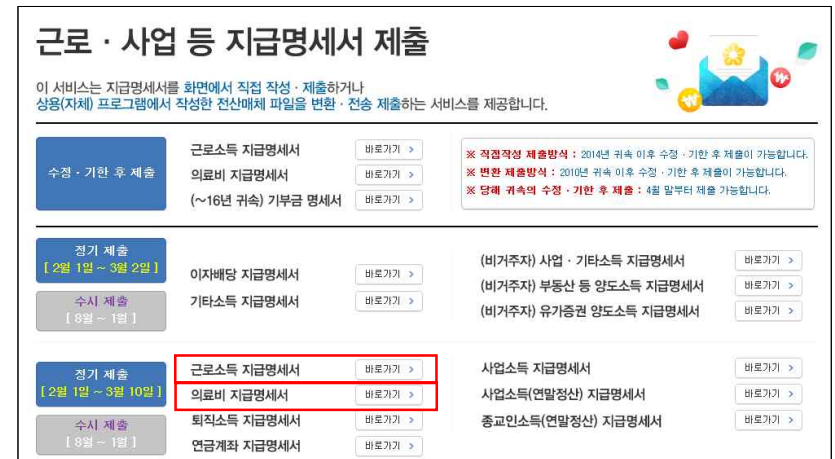 근로 · 사업 등 지급명세서 제출
이 서비스는 지급명세서를 화면에서 직접 작성 · 제출하거나
상용(자체) 프로그램에서 작성한 전산매체 파일을 변환 · 전송 제출하는 서비스를 제공합니다.
수정 · 기한 후 제출
근로소득 지급명세서 바로가기 >
의료비 지급명세서 바로가기 >
(~16년 귀속) 기부금 명세서 바로가기 >
※ 직접작성 제출방식 : 2014년 귀속 이후 수정 · 기한 후 제출이 가능합니다.
※ 변환 제출방식 : 2010년 귀속 이후 수정 · 기한 후 제출이 가능합니다.
※ 당해 귀속의 수정 · 기한 후 제출 : 4월 말부터 제출 가능합니다.
정기 제출
[ 2월 1일 ~ 3월 2일 ]
수시 제출
[ 8월 ~ 1월 ]
이자배당 지급명세서 바로가기 >
기타소득 지급명세서 바로가기 >
(비거주자) 사업 · 기타소득 지급명세서 바로가기 >
(비거주자) 부동산 등 양도소득 지급명세서 바로가기 >
(비거주자) 유가증권 양도소득 지급명세서 바로가기 >
정기 제출
[ 2월 1일 ~ 3월 10일 ]
수시 제출
[ 8월 ~ 1월 ]
근로소득 지급명세서 바로가기 >
의료비 지급명세서 바로가기 >
퇴직소득 지급명세서 바로가기 >
연금계좌 지급명세서 바로가기 >
사업소득 지급명세서 바로가기 >
사업소득(연말정산) 지급명세서 바로가기 >
종교인소득(연말정산) 지급명세서 바로가기 >